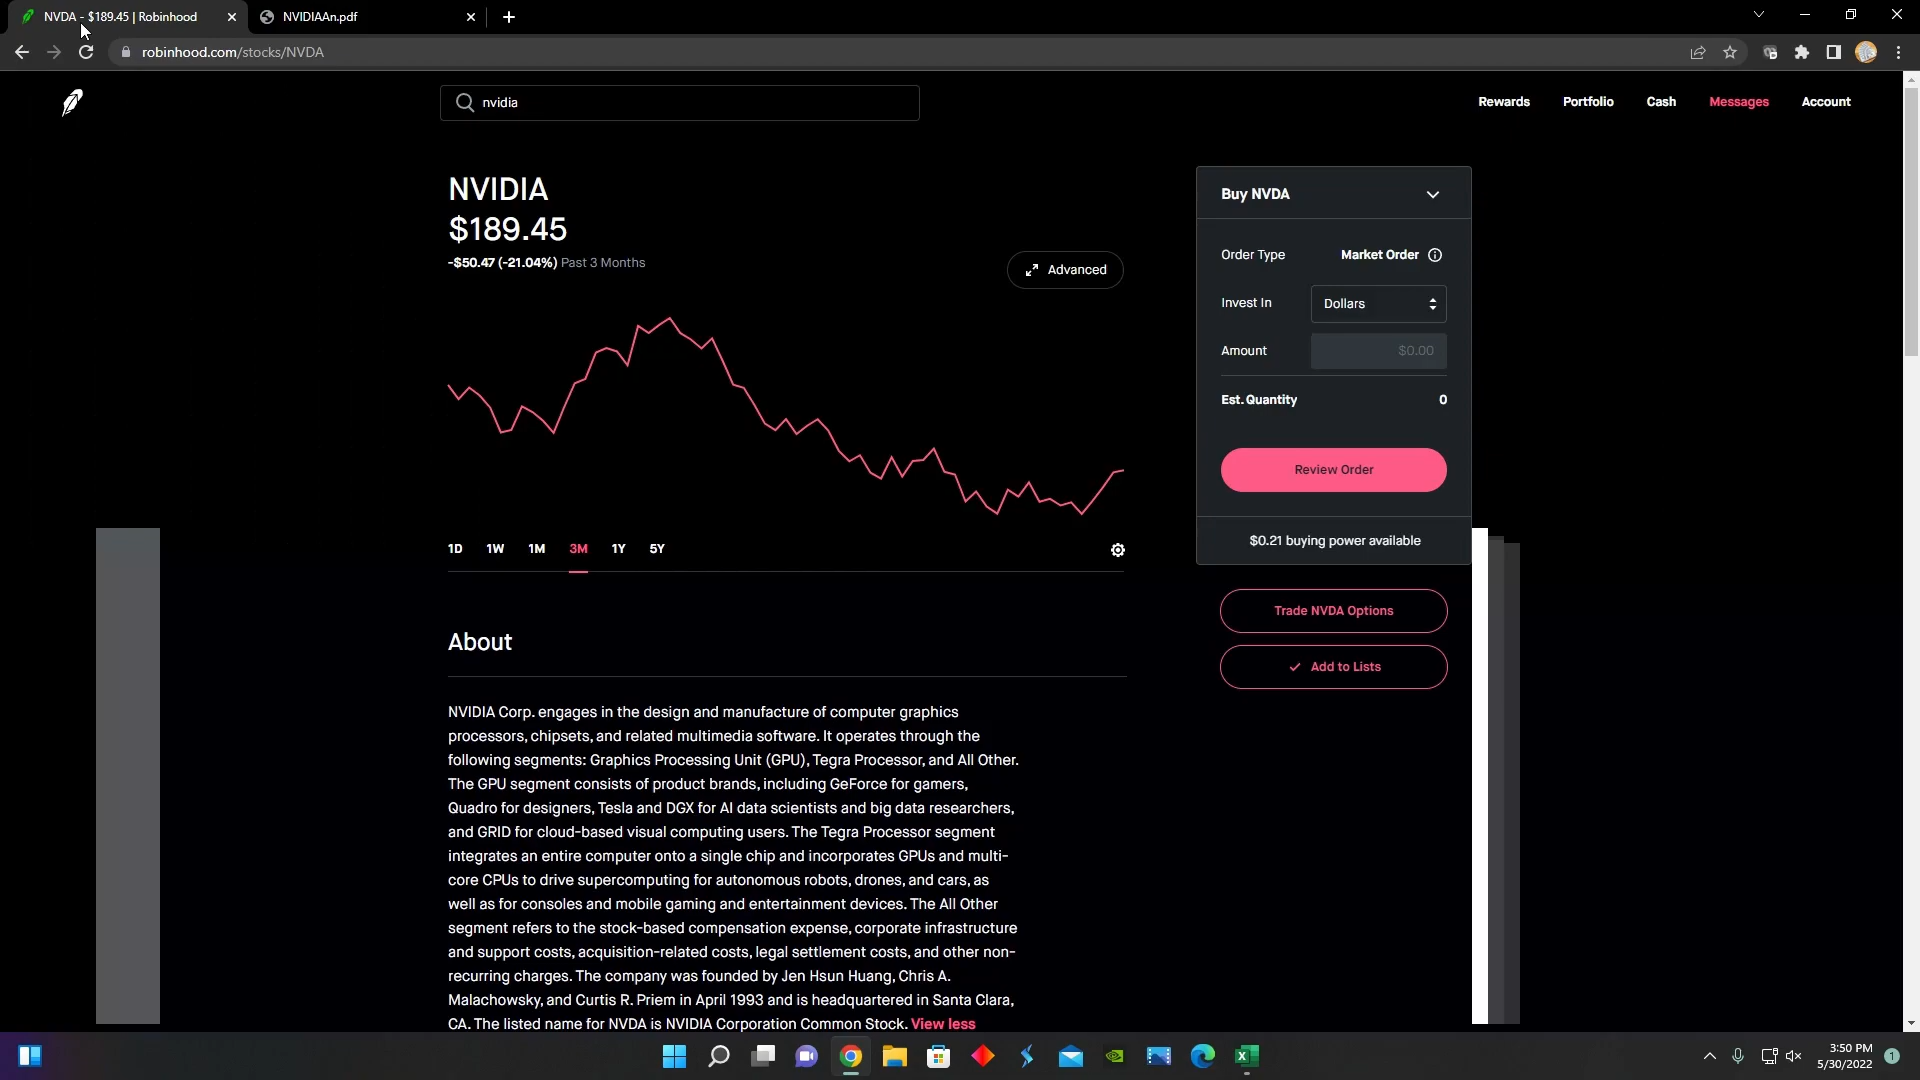 NVDA - $189.45 | Robinhood
NVIDIAAn.pdf
robinhood.com/stocks/NVDA
nvidia
Rewards
Portfolio
Cash
Messages
Account
NVIDIA
$189.45
-$50.47 (-21.04%) Past 3 Months
Advanced
1D
1W
1M
3M
1Y
5Y
Buy NVDA
Order Type
Market Order
Invest In
Dollars
Amount
$0.00
Est. Quantity
0
Review Order
$0.21 buying power available
Trade NVDA Options
Add to Lists
About
NVIDIA Corp. engages in the design and manufacture of computer graphics
processors, chipsets, and related multimedia software. It operates through the
following segments: Graphics Processing Unit (GPU), Tegra Processor, and All Other.
The GPU segment consists of product brands, including GeForce for gamers,
Quadro for designers, Tesla and DGX for AI data scientists and big data researchers,
and GRID for cloud-based visual computing users. The Tegra Processor segment
integrates an entire computer onto a single chip and incorporates GPUs and multi-
core CPUs to drive supercomputing for autonomous robots, drones, and cars, as
well as for consoles and mobile gaming and entertainment devices. The All Other
segment refers to the stock-based compensation expense, corporate infrastructure
and support costs, acquisition-related costs, legal settlement costs, and other non-
recurring charges. The company was founded by Jen Hsun Huang, Chris A.
Malachowsky, and Curtis R. Priem in April 1993 and is headquartered in Santa Clara,
CA. The listed name for NVDA is NVIDIA Corporation Common Stock. View less
3:50 PM
5/30/2022
1